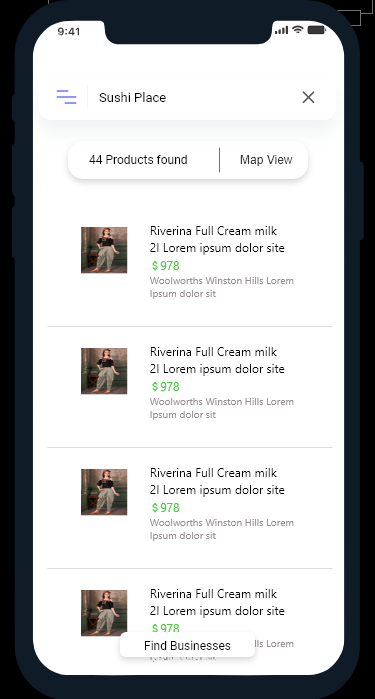 9:41
Sushi Place
44 Products found
Map View
Riverina Full Cream milk
2l Lorem ipsum dolor site
$ 978
Woolworths Winston Hills Lorem
Ipsum dolor sit
Riverina Full Cream milk
2l Lorem ipsum dolor site
$ 978
Woolworths Winston Hills Lorem
Ipsum dolor sit
Riverina Full Cream milk
2l Lorem ipsum dolor site
$ 978
Woolworths Winston Hills Lorem
Ipsum dolor sit
Riverina Full Cream milk
2l Lorem ipsum dolor site
$ 978
Hills Lorem
Find Businesses